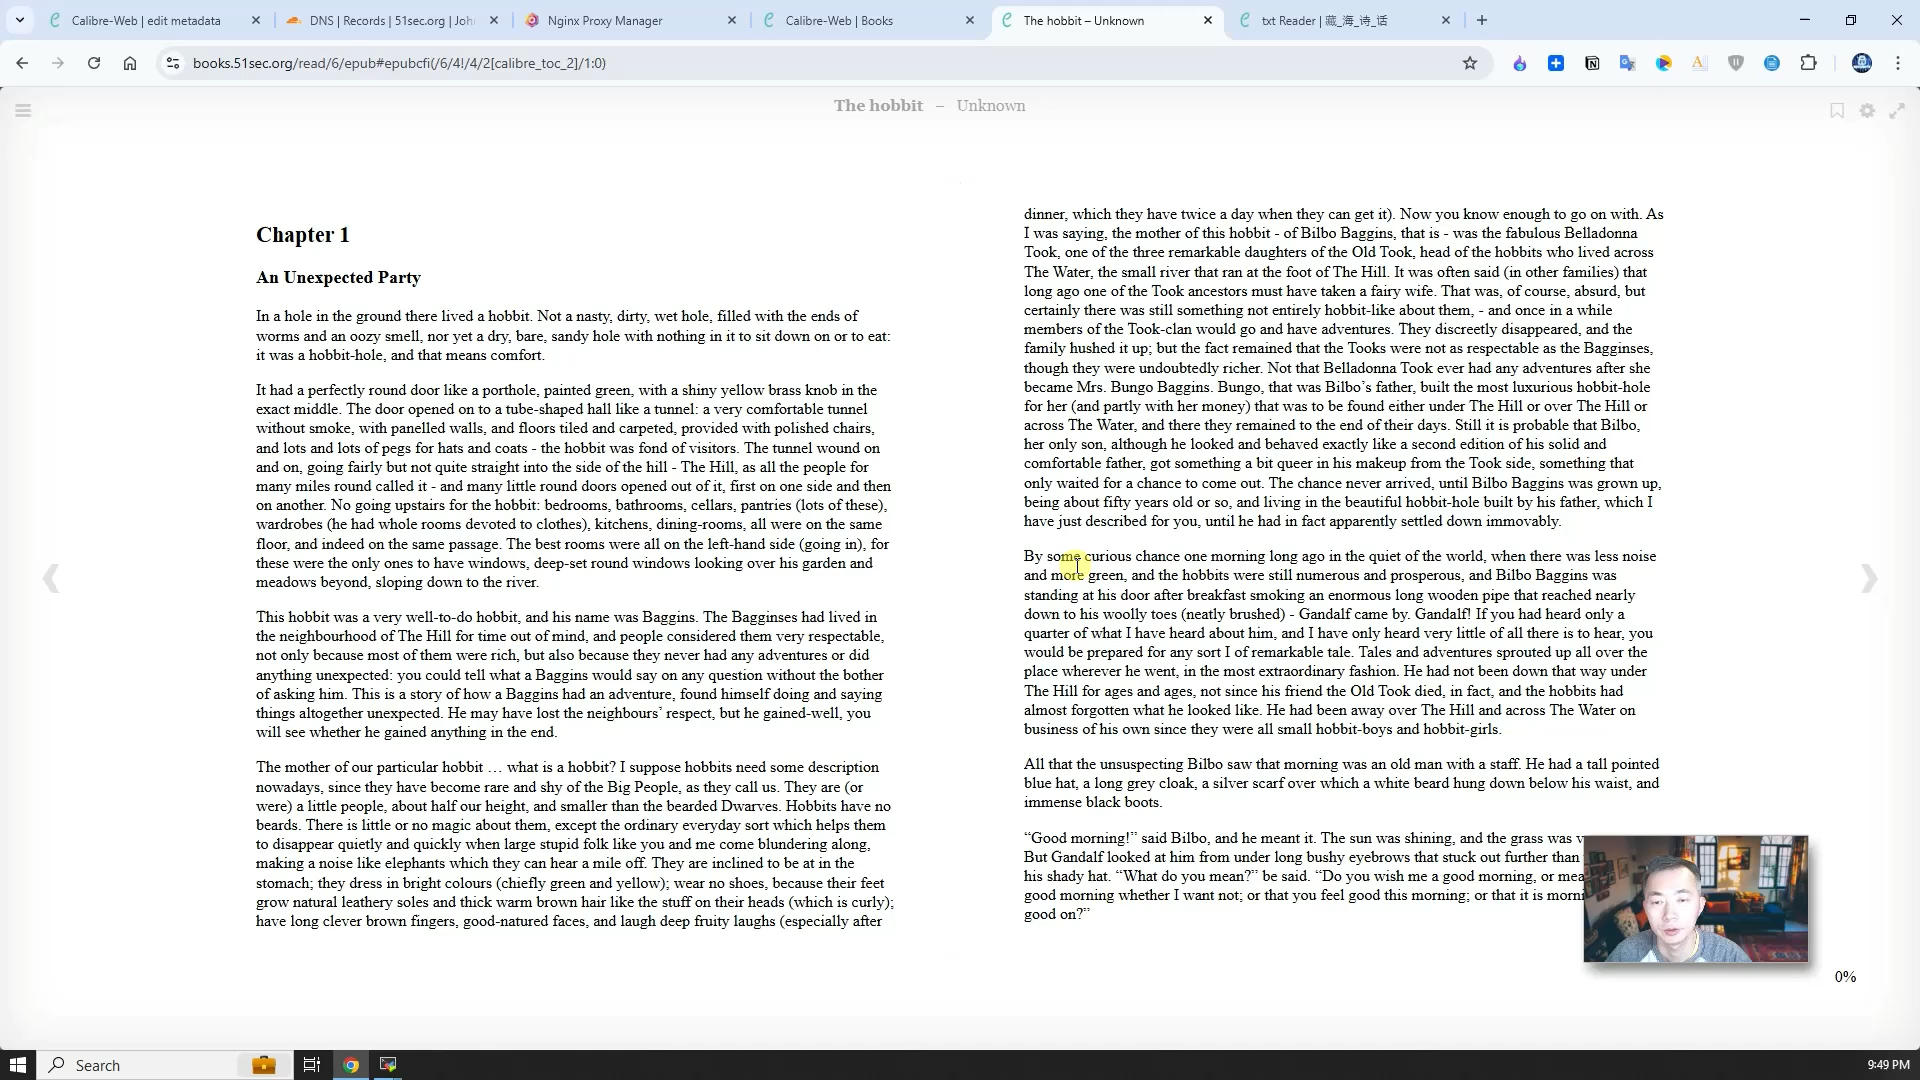 Calibre-Web | edit metadata
DNS | Records | 51sec.org | Joh
Nginx Proxy Manager
Calibre-Web | Books
The hobbit – Unknown
txt Reader | 藏_海_诗_话
books.51sec.org/read/6/epub#epubcfi(/6/4!/4/2[calibre_toc_2]/1:0)
The hobbit – Unknown
Chapter 1
An Unexpected Party
In a hole in the ground there lived a hobbit. Not a nasty, dirty, wet hole, filled with the ends of
worms and an oozy smell, nor yet a dry, bare, sandy hole with nothing in it to sit down on or to eat:
it was a hobbit-hole, and that means comfort.
It had a perfectly round door like a porthole, painted green, with a shiny yellow brass knob in the
exact middle. The door opened on to a tube-shaped hall like a tunnel: a very comfortable tunnel
without smoke, with panelled walls, and floors tiled and carpeted, provided with polished chairs,
and lots and lots of pegs for hats and coats - the hobbit was fond of visitors. The tunnel wound on
and on, going fairly but not quite straight into the side of the hill - The Hill, as all the people for
many miles round called it - and many little round doors opened out of it, first on one side and then
on another. No going upstairs for the hobbit: bedrooms, bathrooms, cellars, pantries (lots of these),
wardrobes (he had whole rooms devoted to clothes), kitchens, dining-rooms, all were on the same
floor, and indeed on the same passage. The best rooms were all on the left-hand side (going in), for
these were the only ones to have windows, deep-set round windows looking over his garden and
meadows beyond, sloping down to the river.
This hobbit was a very well-to-do hobbit, and his name was Baggins. The Bagginses had lived in
the neighbourhood of The Hill for time out of mind, and people considered them very respectable,
not only because most of them were rich, but also because they never had any adventures or did
anything unexpected: you could tell what a Baggins would say on any question without the bother
of asking him. This is a story of how a Baggins had an adventure, found himself doing and saying
things altogether unexpected. He may have lost the neighbours’ respect, but he gained-well, you
will see whether he gained anything in the end.
The mother of our particular hobbit … what is a hobbit? I suppose hobbits need some description
nowadays, since they have become rare and shy of the Big People, as they call us. They are (or
were) a little people, about half our height, and smaller than the bearded Dwarves. Hobbits have no
beards. There is little or no magic about them, except the ordinary everyday sort which helps them
to disappear quietly and quickly when large stupid folk like you and me come blundering along,
making a noise like elephants which they can hear a mile off. They are inclined to be at in the
stomach; they dress in bright colours (chiefly green and yellow); wear no shoes, because their feet
grow natural leathery soles and thick warm brown hair like the stuff on their heads (which is curly);
have long clever brown fingers, good-natured faces, and laugh deep fruity laughs (especially after
dinner, which they have twice a day when they can get it). Now you know enough to go on with. As
I was saying, the mother of this hobbit - of Bilbo Baggins, that is - was the fabulous Belladonna
Took, one of the three remarkable daughters of the Old Took, head of the hobbits who lived across
The Water, the small river that ran at the foot of The Hill. It was often said (in other families) that
long ago one of the Took ancestors must have taken a fairy wife. That was, of course, absurd, but
certainly there was still something not entirely hobbit-like about them, - and once in a while
members of the Took-clan would go and have adventures. They discreetly disappeared, and the
family hushed it up; but the fact remained that the Tooks were not as respectable as the Bagginses,
though they were undoubtedly richer. Not that Belladonna Took ever had any adventures after she
became Mrs. Bungo Baggins. Bungo, that was Bilbo’s father, built the most luxurious hobbit-hole
for her (and partly with her money) that was to be found either under The Hill or over The Hill or
across The Water, and there they remained to the end of their days. Still it is probable that Bilbo,
her only son, although he looked and behaved exactly like a second edition of his solid and
comfortable father, got something a bit queer in his makeup from the Took side, something that
only waited for a chance to come out. The chance never arrived, until Bilbo Baggins was grown up,
being about fifty years old or so, and living in the beautiful hobbit-hole built by his father, which I
have just described for you, until he had in fact apparently settled down immovably.
By some curious chance one morning long ago in the quiet of the world, when there was less noise
and more green, and the hobbits were still numerous and prosperous, and Bilbo Baggins was
standing at his door after breakfast smoking an enormous long wooden pipe that reached nearly
down to his woolly toes (neatly brushed) - Gandalf came by. Gandalf! If you had heard only a
quarter of what I have heard about him, and I have only heard very little of all there is to hear, you
would be prepared for any sort I of remarkable tale. Tales and adventures sprouted up all over the
place wherever he went, in the most extraordinary fashion. He had not been down that way under
The Hill for ages and ages, not since his friend the Old Took died, in fact, and the hobbits had
almost forgotten what he looked like. He had been away over The Hill and across The Water on
business of his own since they were all small hobbit-boys and hobbit-girls.
All that the unsuspecting Bilbo saw that morning was an old man with a staff. He had a tall pointed
blue hat, a long grey cloak, a silver scarf over which a white beard hung down below his waist, and
immense black boots.
“Good morning!” said Bilbo, and he meant it. The sun was shining, and the grass was v
But Gandalf looked at him from under long bushy eyebrows that stuck out further than
his shady hat. “What do you mean?” be said. “Do you wish me a good morning, or mea
good morning whether I want not; or that you feel good this morning; or that it is morni
good on?”
0%
Search
9:49 PM